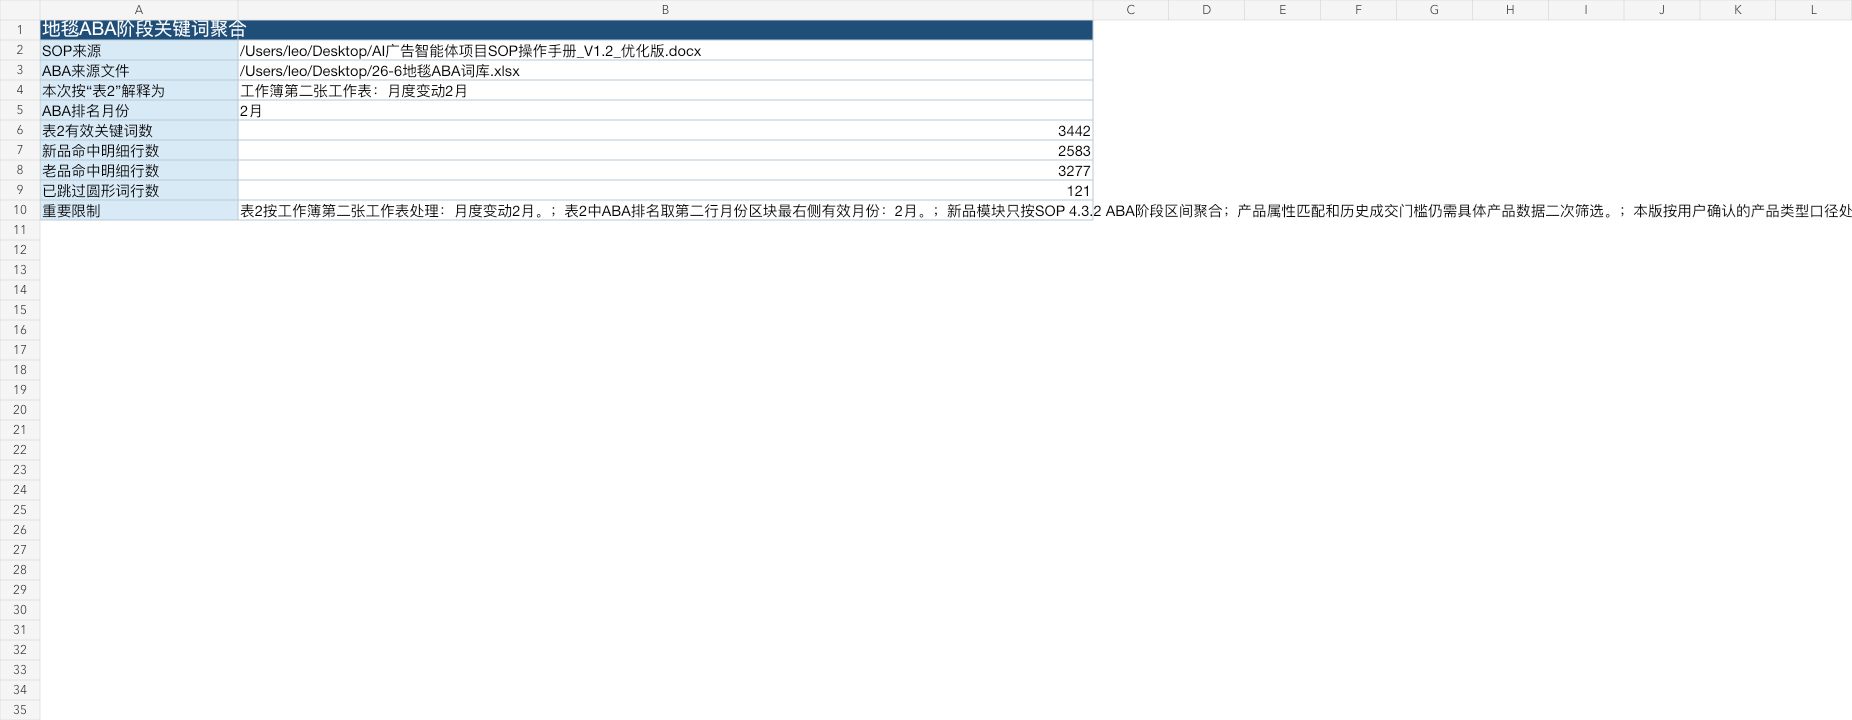 A B C D E F G H I J K L
1 地毯ABA阶段关键词聚合
2 SOP来源 /Users/leo/Desktop/AI广告智能体项目SOP操作手册_V1.2_优化版.docx
3 ABA来源文件 /Users/leo/Desktop/26-6地毯ABA词库.xlsx
4 本次按“表2”解释为 工作簿第二张工作表：月度变动2月
5 ABA排名月份 2月
6 表2有效关键词数 3442
7 新品命中明细行数 2583
8 老品命中明细行数 3277
9 已跳过圆形词行数 121
10 重要限制 表2按工作簿第二张工作表处理：月度变动2月。；表2中ABA排名取第二行月份区块最右侧有效月份：2月。；新品模块只按SOP 4.3.2 ABA阶段区间聚合；产品属性匹配和历史成交门槛仍需具体产品数据二次筛选。；本版按用户确认的产品类型口径处
11
12
13
14
15
16
17
18
19
20
21
22
23
24
25
26
27
28
29
30
31
32
33
34
35